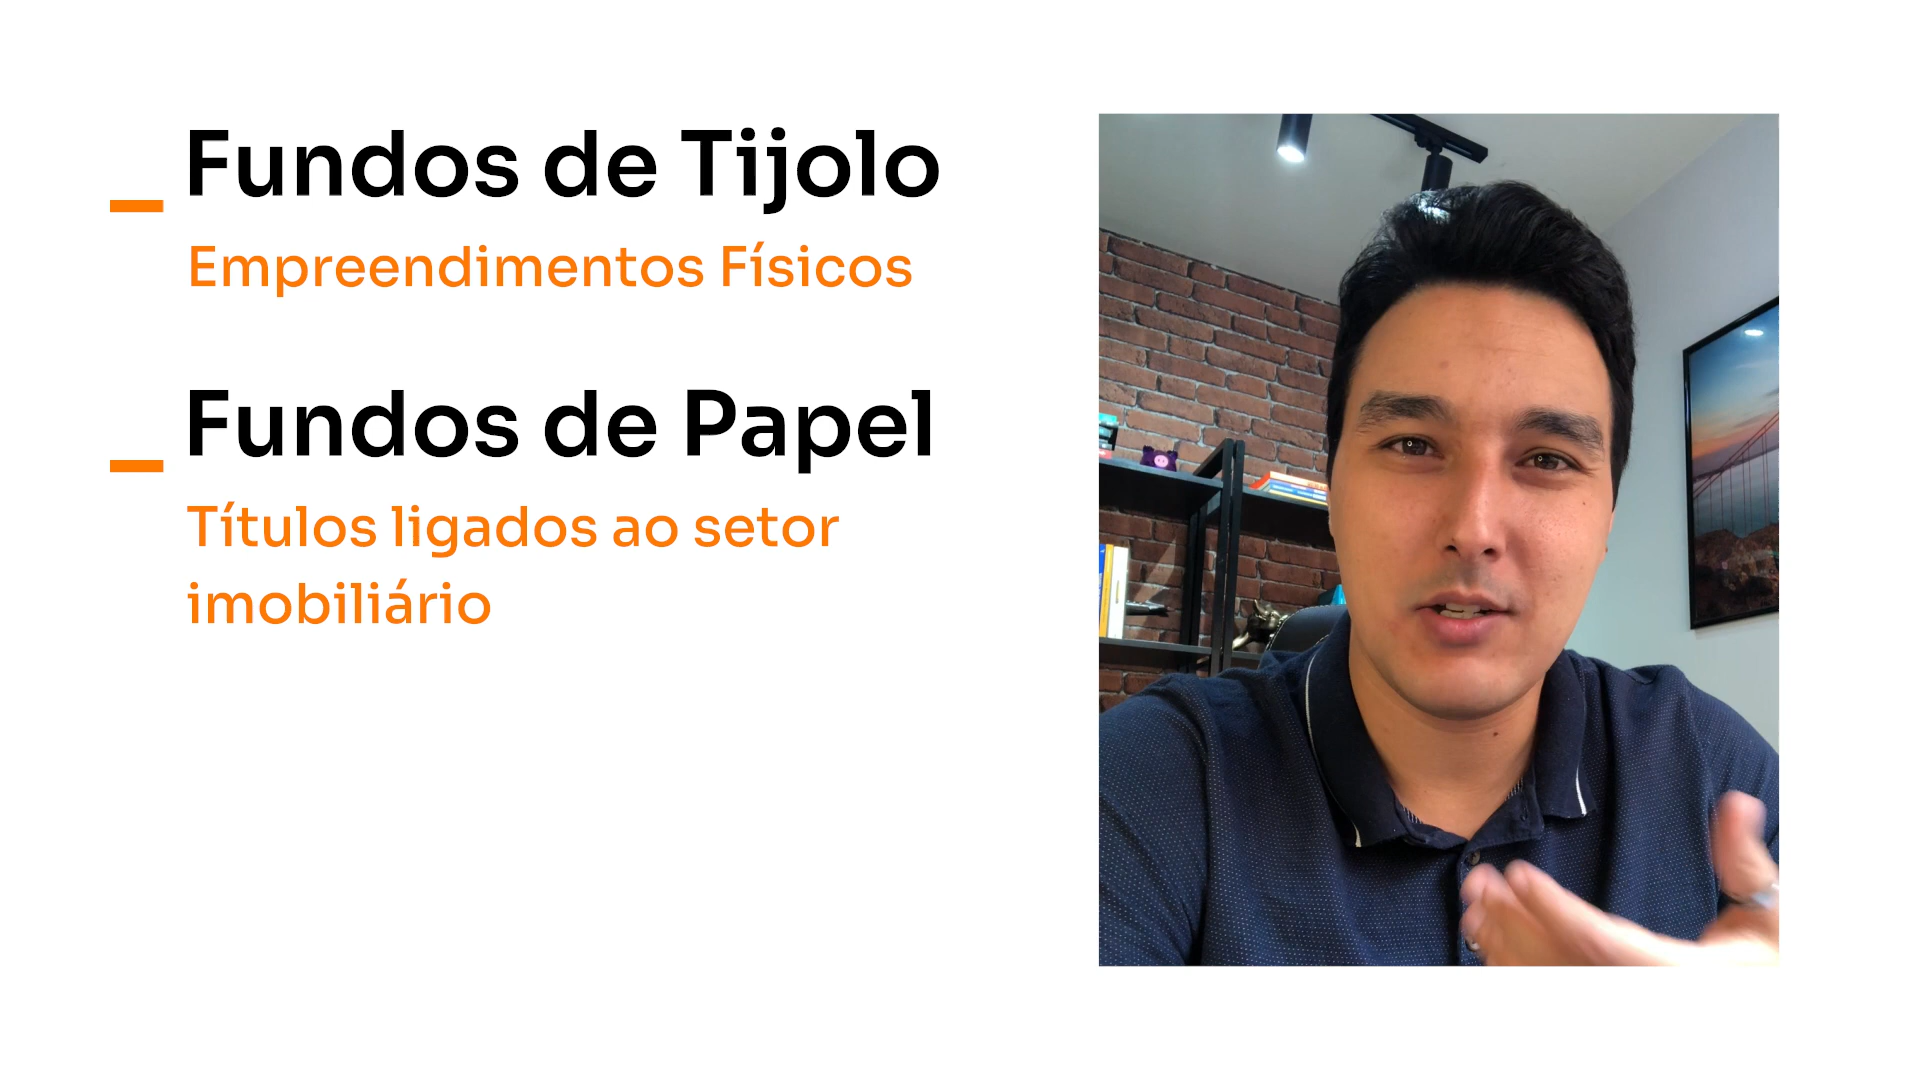 Fundos de Tijolo
Empreendimentos Físicos
Fundos de Papel
Títulos ligados ao setor
imobiliário